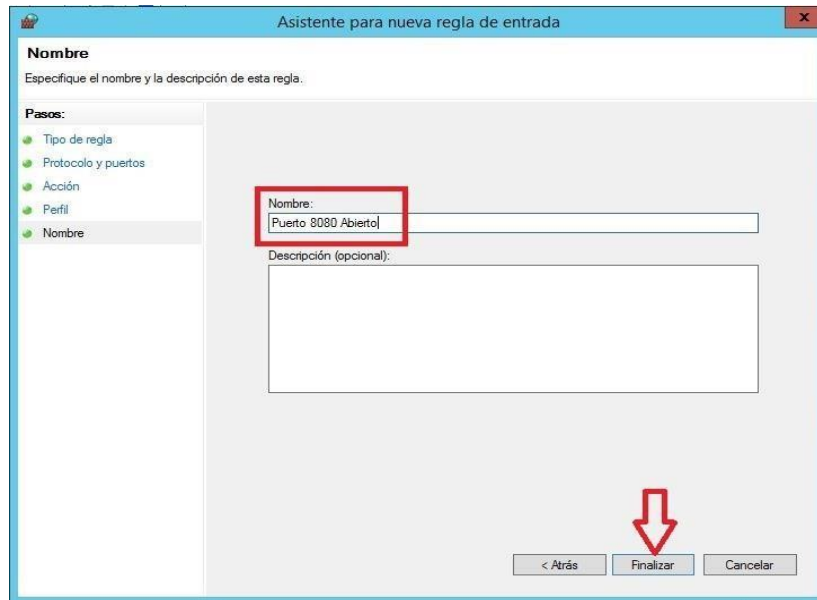 Asistente para nueva regla de entrada
x
Nombre
Especifique el nombre y la descripción de esta regla.
Pasos:
Tipo de regla
Protocolo y puertos
Acción
Perfil
Nombre
Nombre:
Puerto 8080 Abierto
Descripción (opcional):
< Atrás
Finalizar
Cancelar